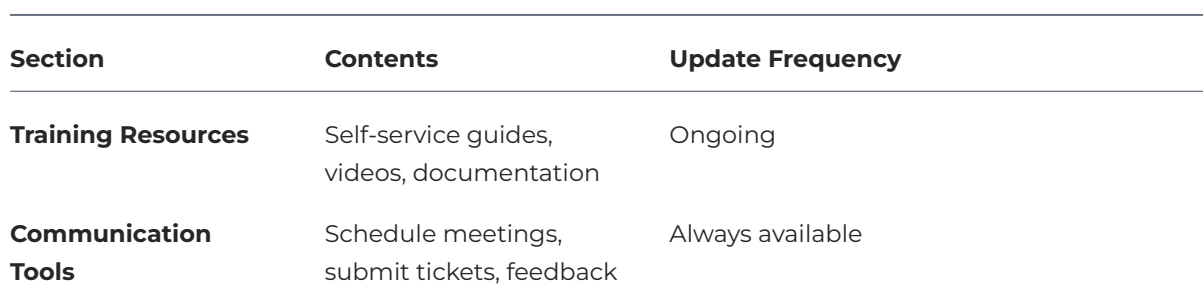 Section Contents Update Frequency
Training Resources Self-service guides, Ongoing
videos, documentation
Communication Schedule meetings, Always available
Tools submit tickets, feedback